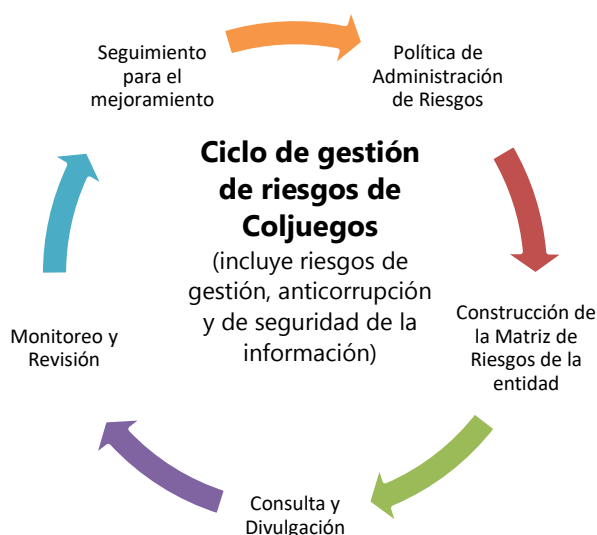 Seguimiento
para el
mejoramiento
Política de
Administración
de Riesgos
Ciclo de gestión
de riesgos de
Coljuegos
(incluye riesgos de
gestión, anticorrupción
y de seguridad de la
información)
Construcción de
la Matriz de
Riesgos de la
entidad
Monitoreo y
Revisión
Consulta y
Divulgación